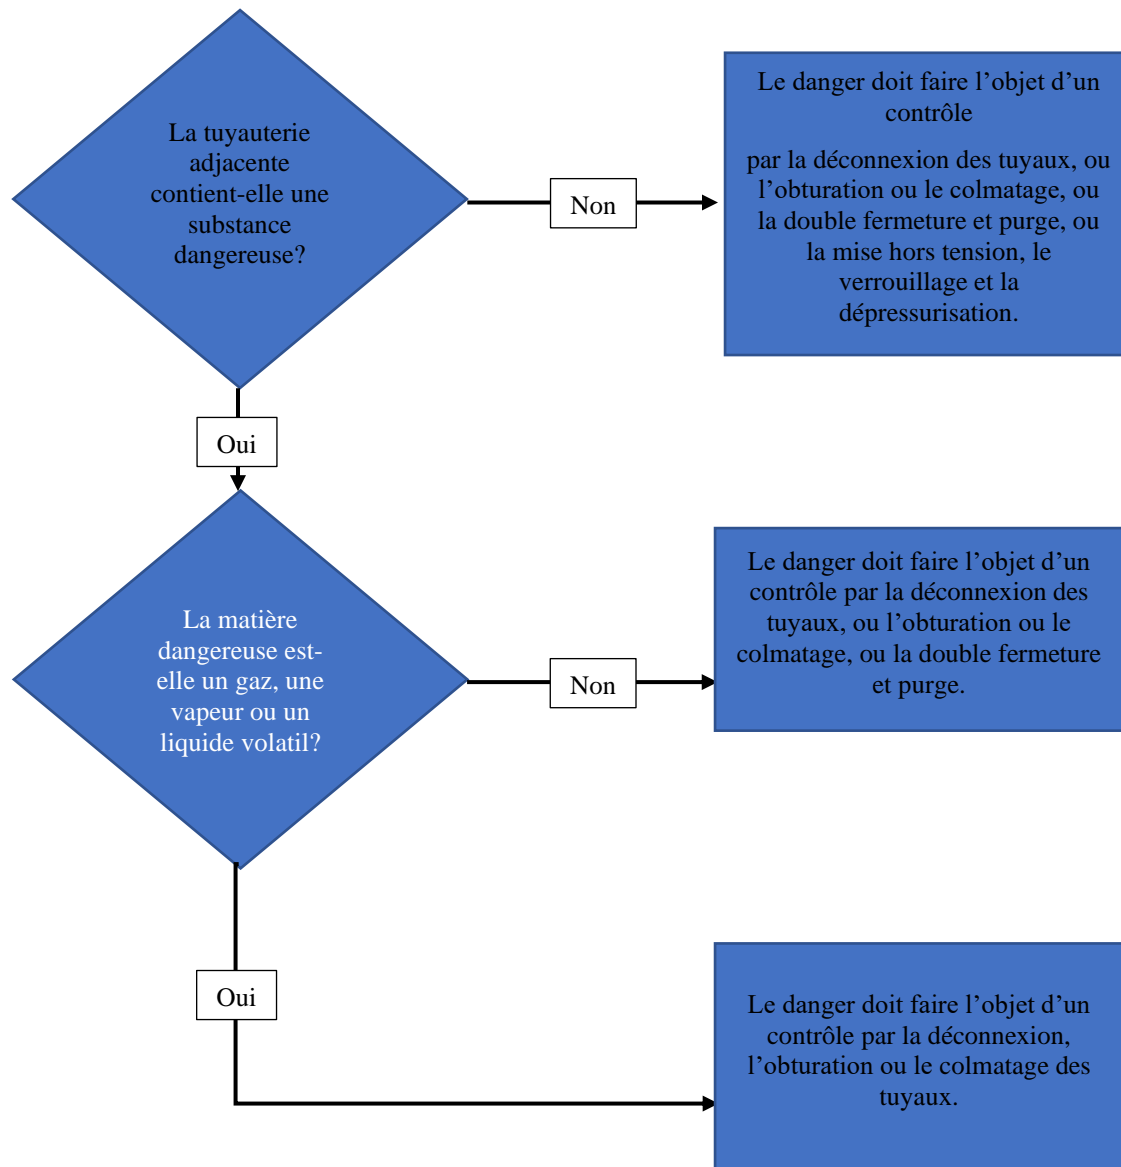 La tuyauterie
adjacente
contient-elle une
substance
dangereuse?
Non
Le danger doit faire l’objet d’un
contrôle
par la déconnexion des tuyaux, ou
l’obturation ou le colmatage, ou
la double fermeture et purge, ou
la mise hors tension, le
verrouillage et la
dépressurisation.
Oui
La matière
dangereuse est-
elle un gaz, une
vapeur ou un
liquide volatil?
Non
Le danger doit faire l’objet d’un
contrôle par la déconnexion des
tuyaux, ou l’obturation ou le
colmatage, ou la double fermeture
et purge.
Oui
Le danger doit faire l’objet d’un
contrôle par la déconnexion,
l’obturation ou le colmatage des
tuyaux.